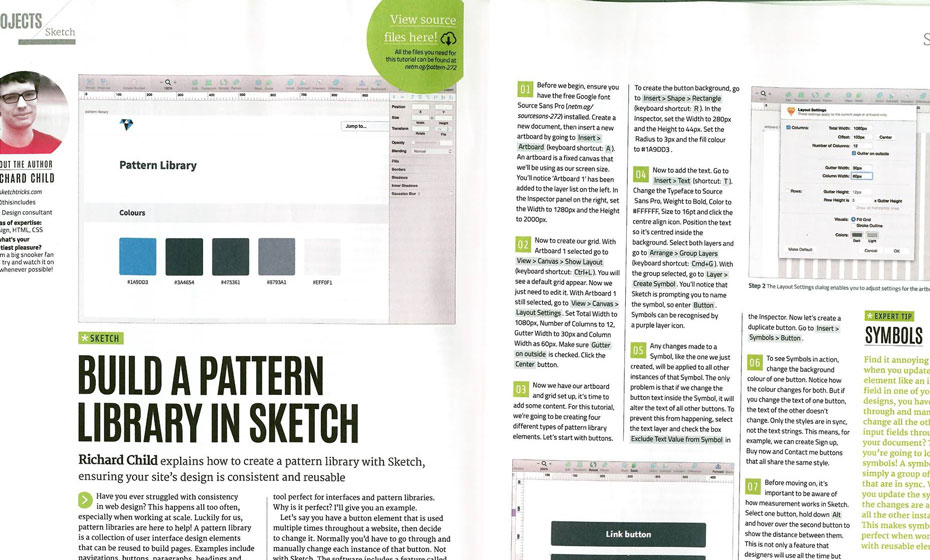 OJECTS
Sketch
View source
files here!
All the files you need for
this tutorial can be found at
netm.ag/pattern-272
OUT THE AUTHOR
CHARD CHILD
sketchtricks.com
Design consultant
as of expertise:
ign, HTML, CSS
hat's your
tiest pleasure?
m a big snooker fan
try and watch it on
whenever possible!
pattern library
Jump to...
Pattern Library
Colours
#1A9DD3
#3A4654
#475361
#8793A1
#EFF0F1
Position
Size
Width
Height
Transform
Rotate
Flip
Opacity
Blending
Normal
Fills
Borders
Shadows
Inner Shadows
Gaussian Blur
SKETCH
BUILD A PATTERN
LIBRARY IN SKETCH
Richard Child explains how to create a pattern library with Sketch,
ensuring your site's design is consistent and reusable
Have you ever struggled with consistency
in web design? This happens all too often,
especially when working at scale. Luckily for us,
pattern libraries are here to help! A pattern library
is a collection of user interface design elements
that can be reused to build pages. Examples include
navigations, buttons, paragraphs, headings and
tool perfect for interfaces and pattern libraries.
Why is it perfect? I'll give you an example.
Let's say you have a button element that is used
multiple times throughout a website, then decide
to change it. Normally you'd have to go through and
manually change each instance of that button. Not
with Sketch. The software includes a feature called
01 Before we begin, ensure you
have the free Google font
Source Sans Pro (netm.ag/
sourcesans-272) installed. Create a
new document, then insert a new
artboard by going to Insert >
Artboard (keyboard shortcut: A).
An artboard is a fixed canvas that
we'll be using as our screen size.
You'll notice 'Artboard 1' has been
added to the layer list on the left. In
the Inspector panel on the right, set
the Width to 1280px and the Height
to 2000px.
02 Now to create our grid. With
Artboard 1 selected go to
View > Canvas > Show Layout
(keyboard shortcut: Ctrl+L). You will
see a default grid appear. Now we
just need to edit it. With Artboard 1
still selected, go to View > Canvas >
Layout Settings. Set Total Width to
1080px, Number of Columns to 12,
Gutter Width to 30px and Column
Width as 60px. Make sure Gutter
on outside is checked. Click the
Center button.
03 Now we have our artboard
and grid set up, it's time to
add some content. For this tutorial,
we're going to be creating four
different types of pattern library
elements. Let's start with buttons.
To create the button background, go
to Insert > Shape > Rectangle
(keyboard shortcut: R). In the
Inspector, set the Width to 280px
and the Height to 44px. Set the
Radius to 3px and the fill colour
to #1A9DD3.
04 Now to add the text. Go to
Insert > Text (shortcut: T).
Change the Typeface to Source
Sans Pro, Weight to Bold, Color to
#FFFFFF, Size to 16pt and click the
centre align icon. Position the text
so it's centred inside the
background. Select both layers and
go to Arrange > Group Layers
(keyboard shortcut: Cmd+G). With
the group selected, go to Layer >
Create Symbol. You'll notice that
Sketch is prompting you to name
the symbol, so enter Button.
Symbols can be recognised by
a purple layer icon.
05 Any changes made to a
Symbol, like the one we just
created, will be applied to all other
instances of that Symbol. The only
problem is that if we change the
button text inside the Symbol, it will
alter the text of all other buttons. To
prevent this from happening, select
the text layer and check the box
Exclude Text Value from Symbol in
Link button
Layout Settings
Columns:
Total Width: 1080px
Offset: 100px Center
Number of Columns: 12
Gutter on outside
Gutter Width: 30px
Column Width: 60px
Rows:
Gutter Height:
Row Height is
x Gutter Height
Visuals: Fill Grid
Stroke Outline
Colors:
Dark Light
Make Default
Cancel
OK
Step 2 The Layout Settings dialog enables you to adjust settings for the artbo
the Inspector. Now let's create a
duplicate button. Go to Insert >
Symbols > Button.
06 To see Symbols in action,
change the background
colour of one button. Notice how
the colour changes for both. But if
you change the text of one button,
the text of the other doesn't
change. Only the styles are in sync,
not the text strings. This means, for
example, we can create Sign up,
Buy now and Contact me buttons
that all share the same style.
07 Before moving on, it's
important to be aware of
how measurement works in Sketch.
Select one button, hold down Alt
and hover over the second button to
show the distance between them.
This is not only a feature that
designers will use all the time but
EXPERT TIP
SYMBOLS
Find it annoying
when you update
element like an i
field in one of yo
designs, you have
through and man
change all the oth
input fields throu
your document? T
you're going to lo
symbols! A symbo
simply a group of
that are in sync. W
you update the sy
the changes are a
all the other insta
This makes symb
perfect when wor
with reusable elem